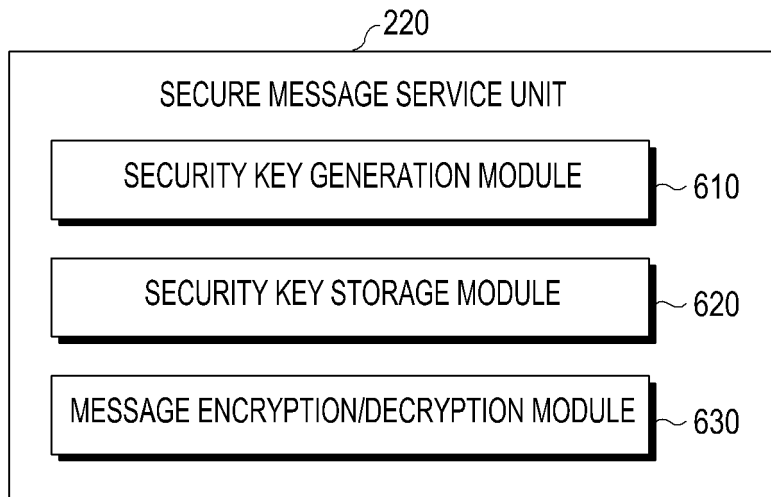 220
SECURE MESSAGE SERVICE UNIT
SECURITY KEY GENERATION MODULE
610
SECURITY KEY STORAGE MODULE
620
MESSAGE ENCRYPTION/DECRYPTION MODULE
630